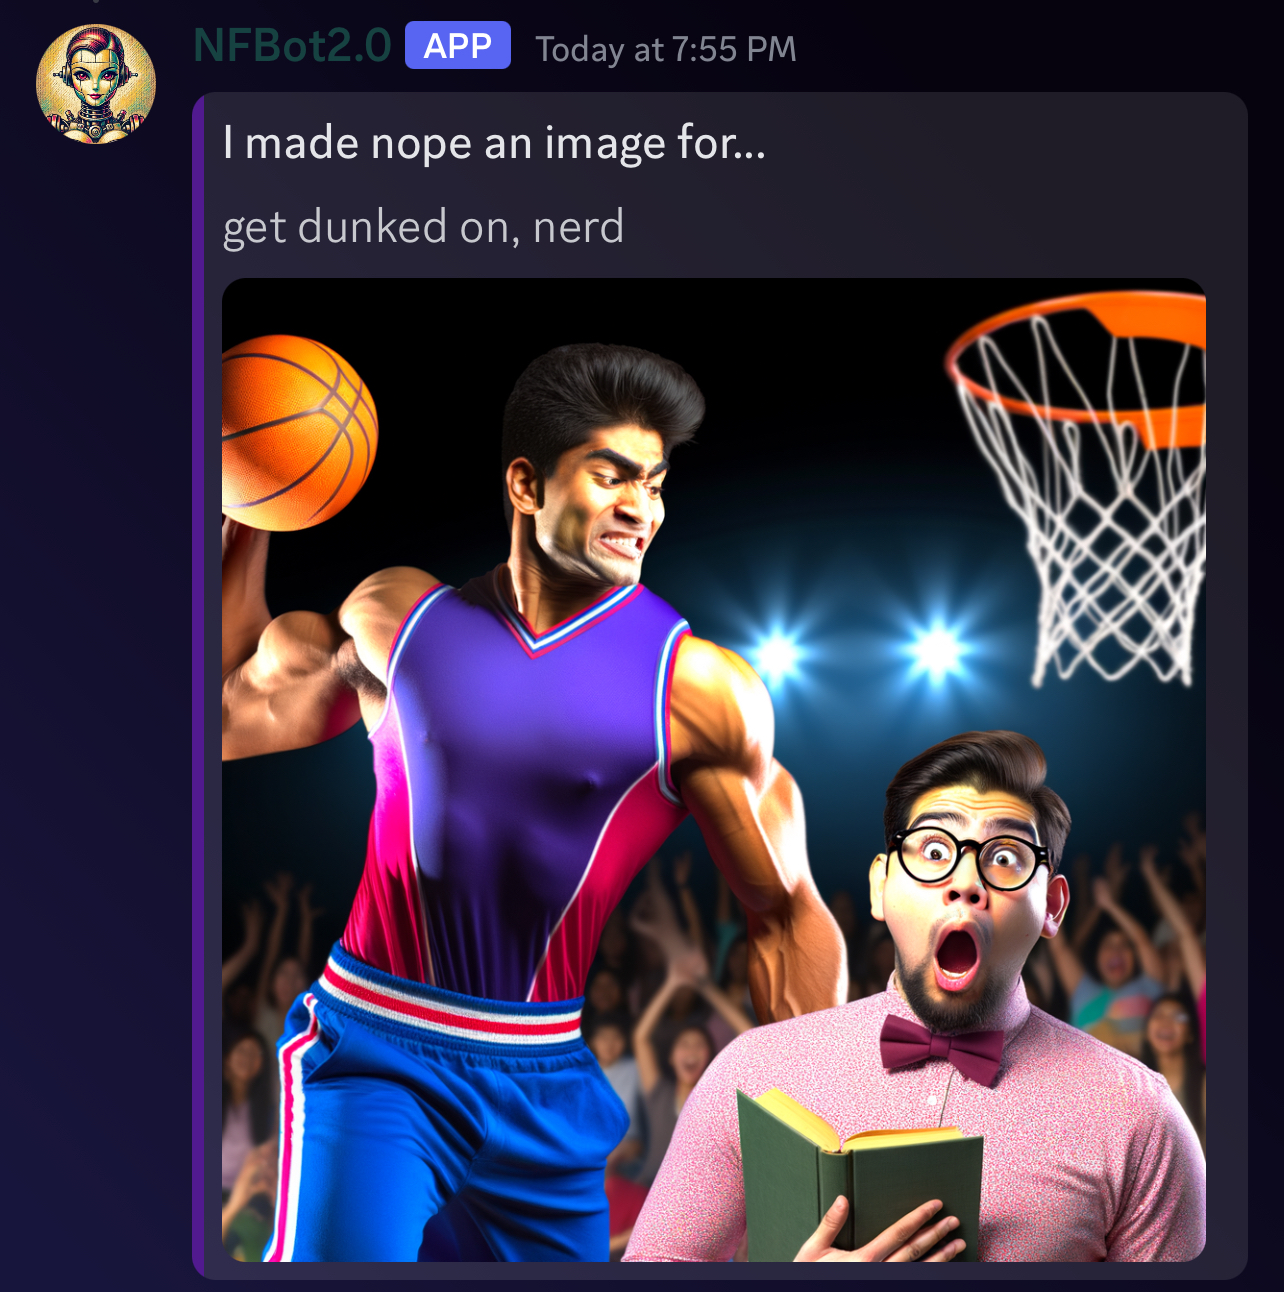 NFBot2.0 APP Today at 7:55 PM
I made nope an image for...
get dunked on, nerd